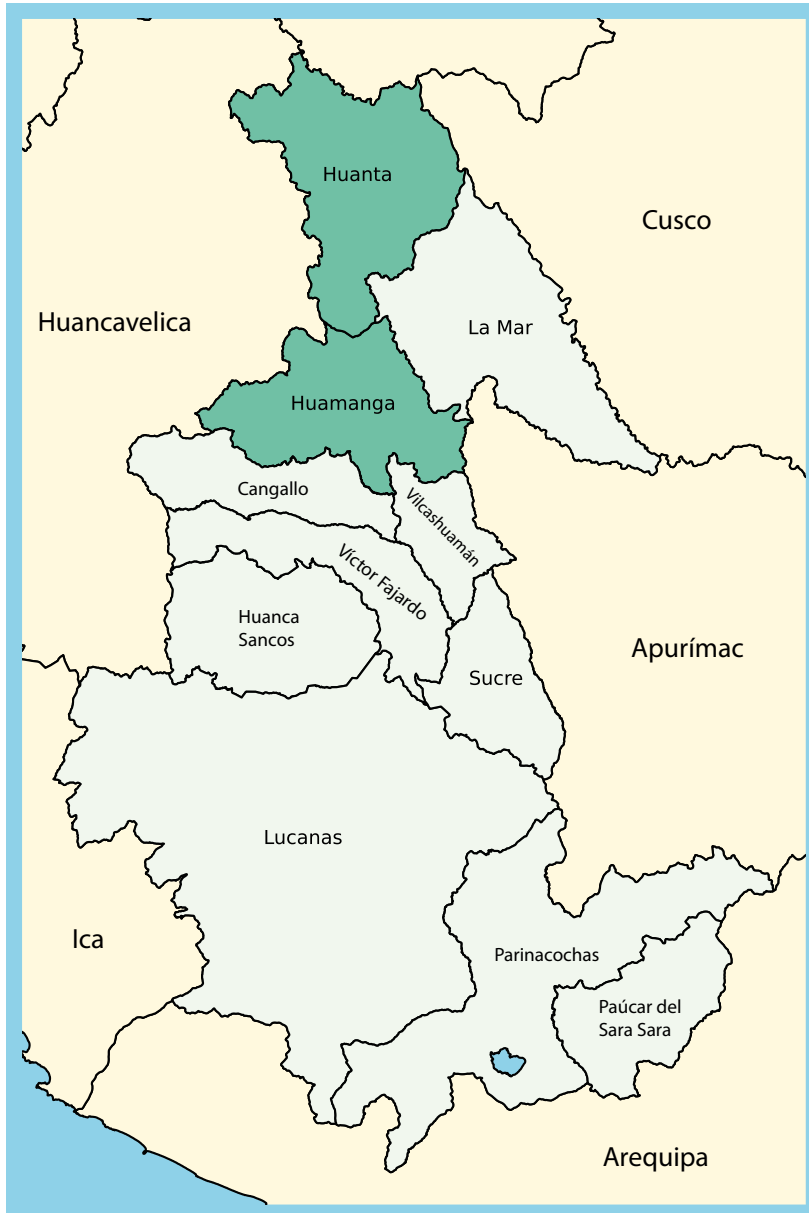 Huanta
Cusco
Huancavelica
La Mar
Huamanga
Cangallo
Vilcashuamán
Víctor Fajardo
Huanca
Sancos
Apurímac
Sucre
Lucanas
Ica
Parinacochas
Paúcar del
Sara Sara
Arequipa